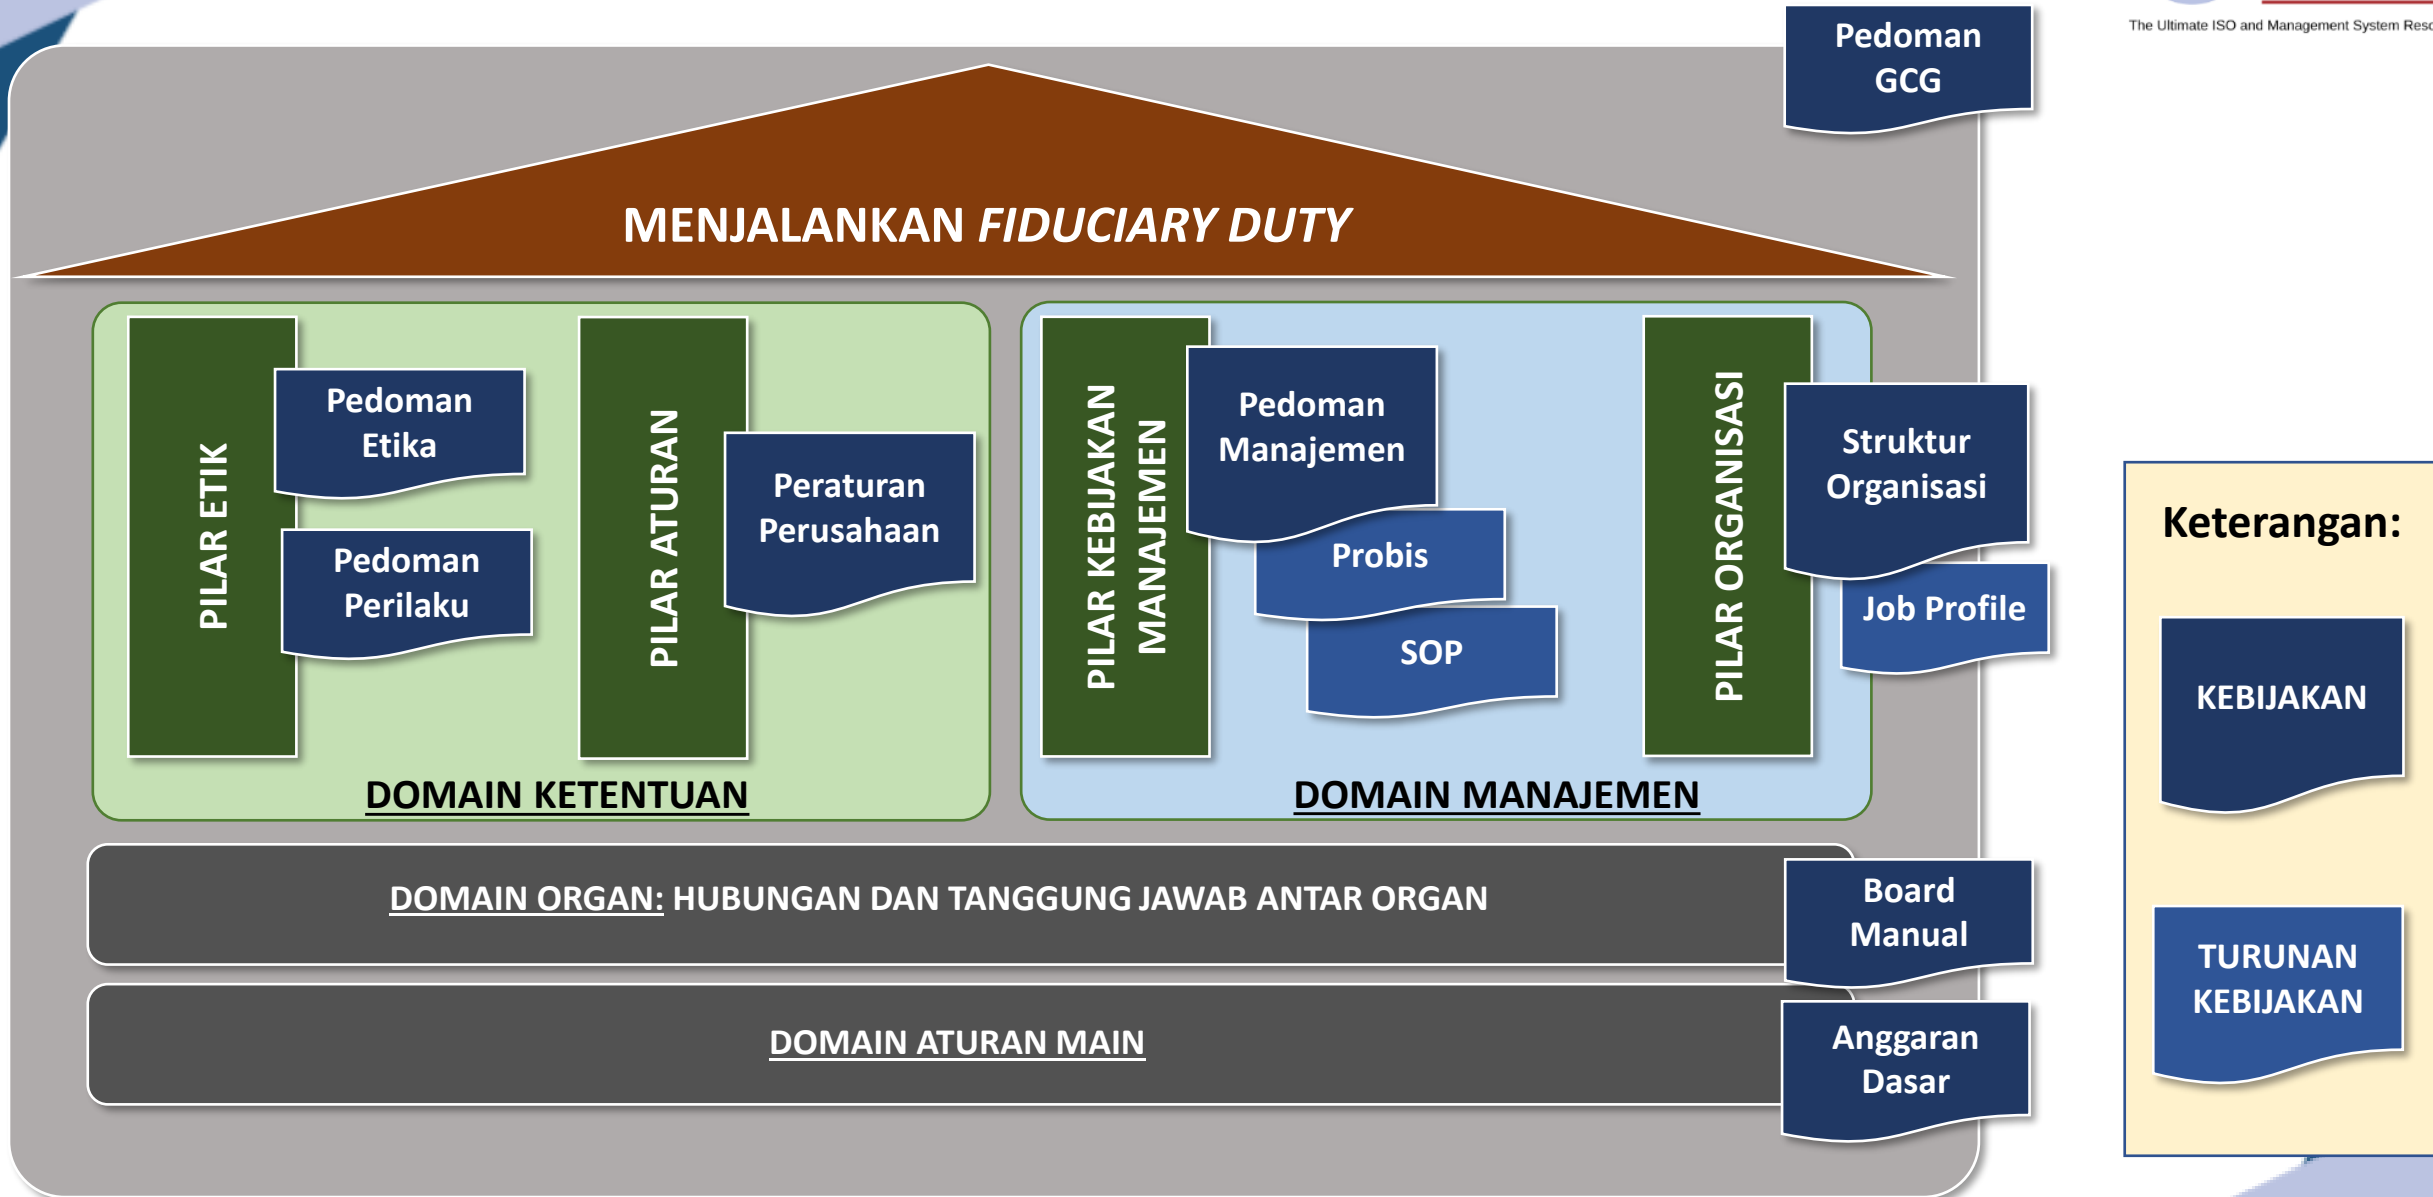 The Ultimate ISO and Management System
Pedoman
GCG
MENJALANKAN FIDUCIARY DUTY
PILAR ETIK
Pedoman
Etika
Pedoman
Perilaku
PILAR ATURAN
Peraturan
Perusahaan
DOMAIN KETENTUAN
PILAR KEBIJAKAN
MANAJEMEN
Pedoman
Manajemen
Probis
SOP
PILAR ORGANISASI
Struktur
Organisasi
Job Profile
DOMAIN MANAJEMEN
DOMAIN ORGAN: HUBUNGAN DAN TANGGUNG JAWAB ANTAR ORGAN
Board
Manual
DOMAIN ATURAN MAIN
Anggaran
Dasar
Keterangan:
KEBIJAKAN
TURUNAN
KEBIJAKAN